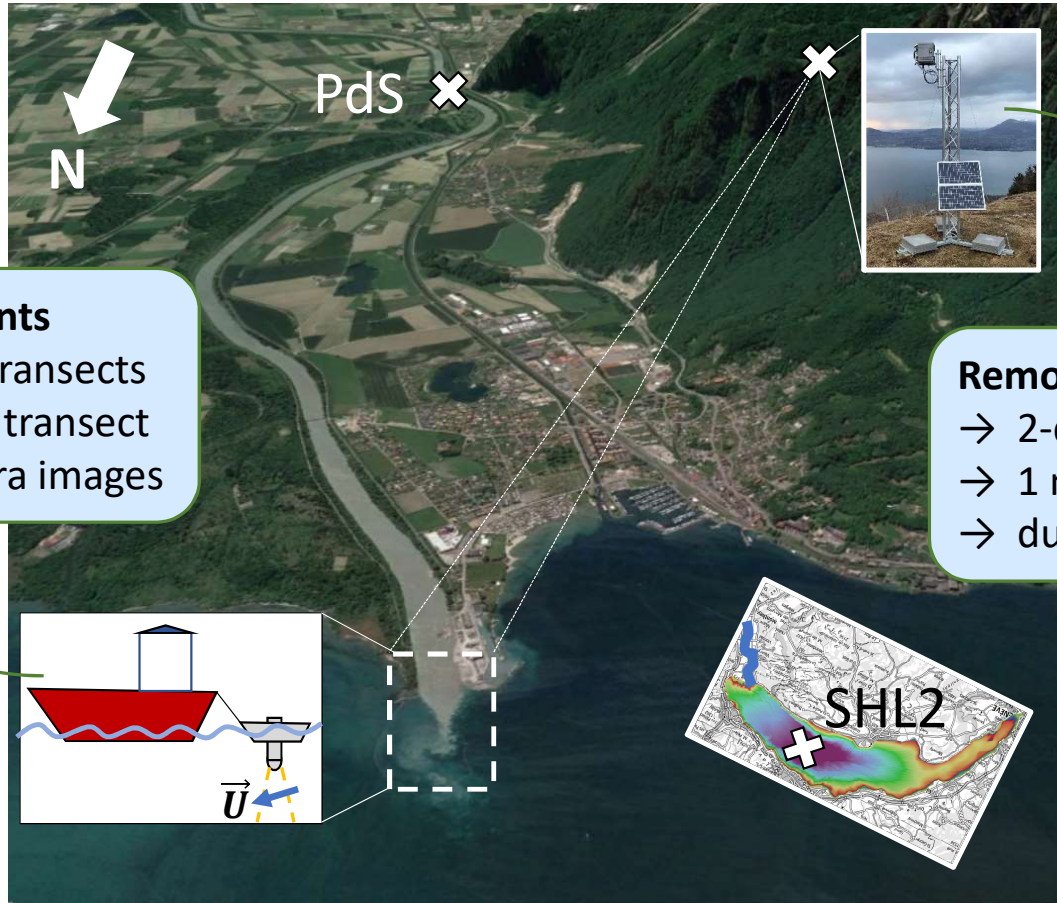 PdS
N
nts
ransects
transect
ra images
Remo
→ 2-
→ 1
→ du
SHL2
U